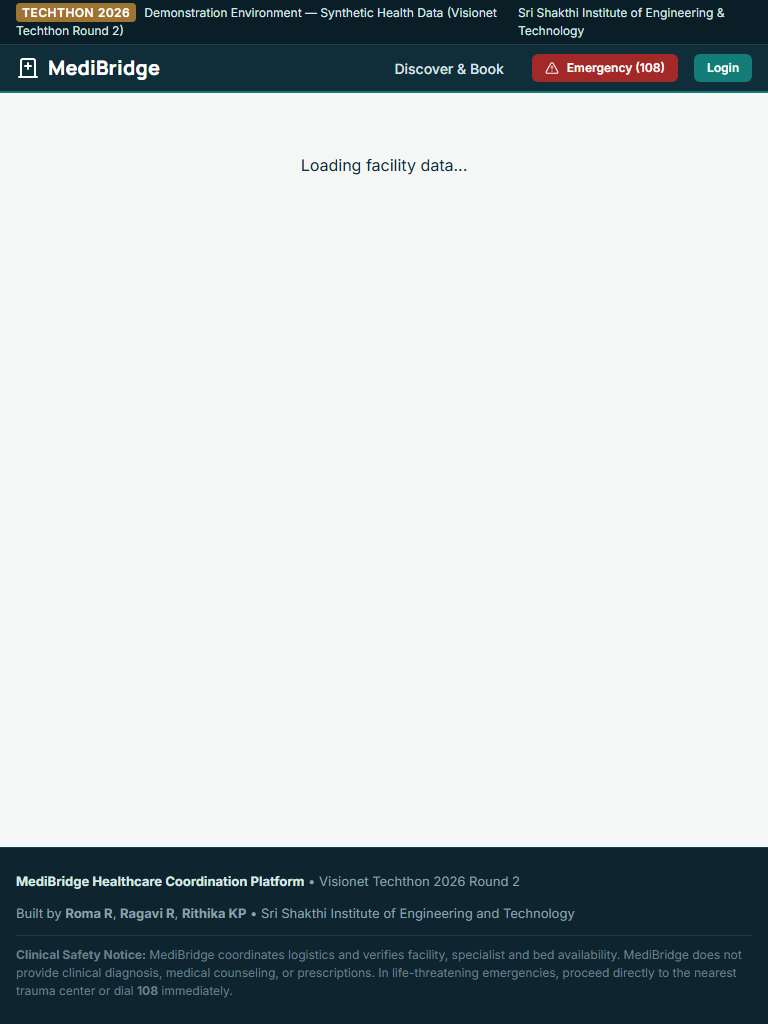 TECHTHON 2026 Demonstration Environment — Synthetic Health Data (Visionet
Techthon Round 2)
Sri Shakthi Institute of Engineering &
Technology
MediBridge
Discover & Book
Emergency (108)
Login
Loading facility data...
MediBridge Healthcare Coordination Platform • Visionet Techthon 2026 Round 2
Built by Roma R, Ragavi R, Rithika KP • Sri Shakthi Institute of Engineering and Technology
Clinical Safety Notice: MediBridge coordinates logistics and verifies facility, specialist and bed availability. MediBridge does not
provide clinical diagnosis, medical counseling, or prescriptions. In life-threatening emergencies, proceed directly to the nearest
trauma center or dial 108 immediately.